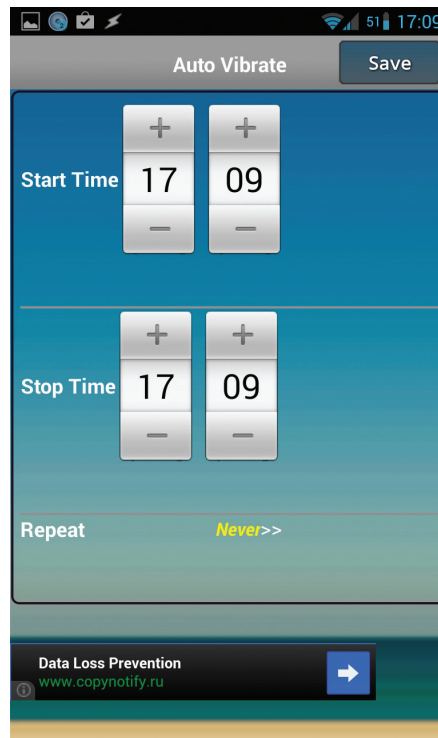 51 17:09
Auto Vibrate Save
+ +
Start Time 17 09
− −
+ +
Stop Time 17 09
− −
Repeat Never>>
Data Loss Prevention
www.copynotify.ru